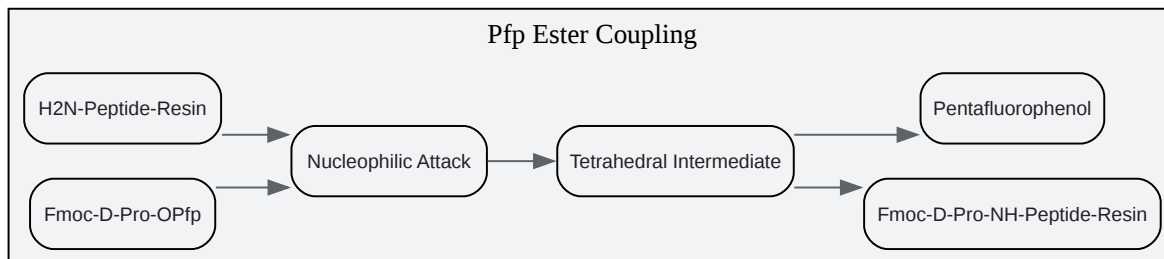 Pfp Ester Coupling
H2N-Peptide-Resin
Pentafluorophenol
Nucleophilic Attack
Tetrahedral Intermediate
Fmoc-D-Pro-OPfp
Fmoc-D-Pro-NH-Peptide-Resin